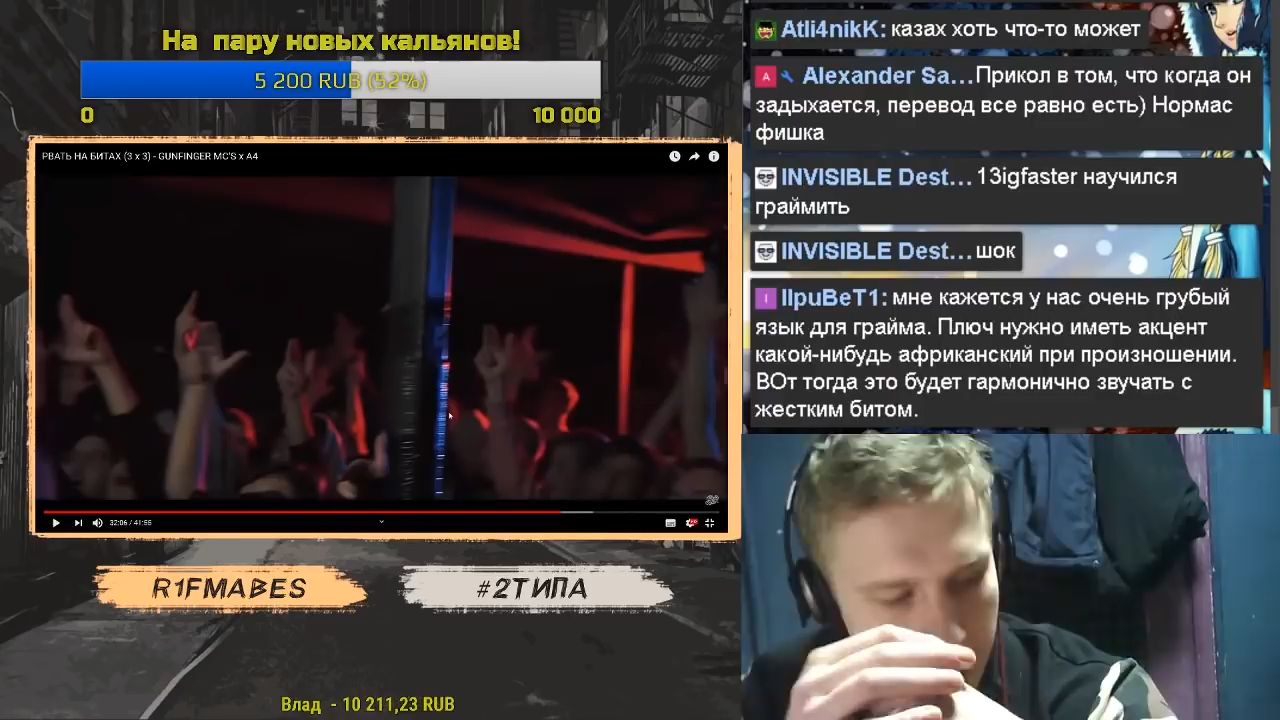 На пару новых кальянов!
5 200 RUB (52%)
0
10 000
РВАТЬ НА БИТАХ (3 x 3) - GUNFINGER MC'S x A4
32:06 / 41:55
R1FMABES
#2ТИПА
Влад - 10 211,23 RUB
Atli4nikK: казах хоть что-то может
A Alexander Sa... Прикол в том, что когда он
задыхается, перевод все равно есть) Нормас
фишка
INVISIBLE Dest... 13igfaster научился
граймить
INVISIBLE Dest... шок
I IIpuBeT1: мне кажется у нас очень грубый
язык для грайма. Плюч нужно иметь акцент
какой-нибудь африканский при произношении.
ВОт тогда это будет гармонично звучать с
жестким битом.